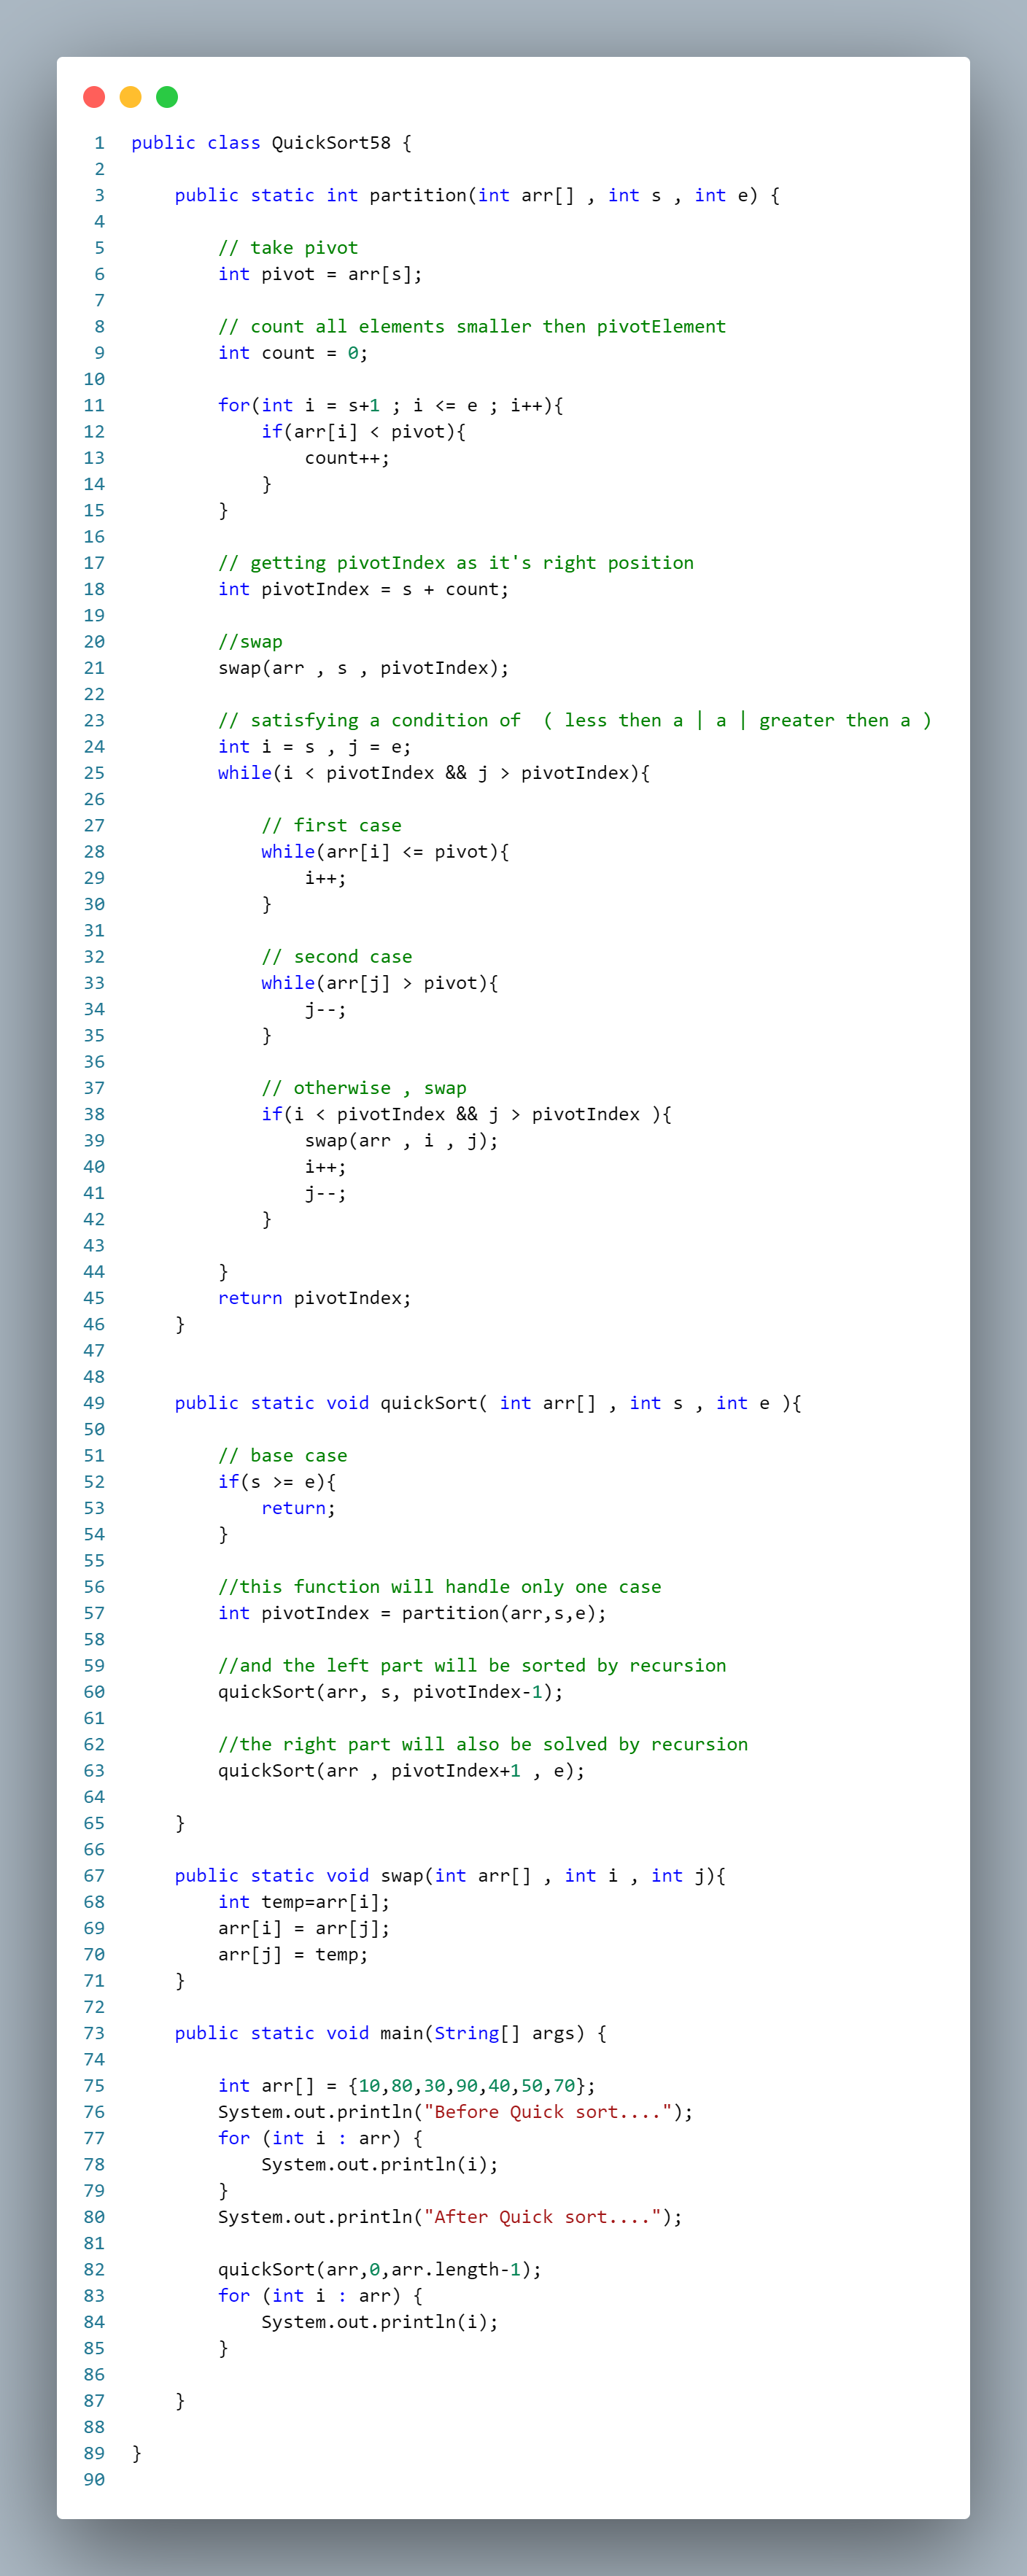 1 public class QuickSort58 {
2
3     public static int partition(int arr[] , int s , int e) {
4
5         // take pivot
6         int pivot = arr[s];
7
8         // count all elements smaller then pivotElement
9         int count = 0;
10
11         for(int i = s+1 ; i <= e ; i++){
12             if(arr[i] < pivot){
13                 count++;
14             }
15         }
16
17         // getting pivotIndex as it's right position
18         int pivotIndex = s + count;
19
20         //swap
21         swap(arr , s , pivotIndex);
22
23         // satisfying a condition of  ( less then a | a | greater then a )
24         int i = s , j = e;
25         while(i < pivotIndex && j > pivotIndex){
26
27             // first case
28             while(arr[i] <= pivot){
29                 i++;
30             }
31
32             // second case
33             while(arr[j] > pivot){
34                 j--;
35             }
36
37             // otherwise , swap
38             if(i < pivotIndex && j > pivotIndex ){
39                 swap(arr , i , j);
40                 i++;
41                 j--;
42             }
43
44         }
45         return pivotIndex;
46     }
47
48
49     public static void quickSort( int arr[] , int s , int e ){
50
51         // base case
52         if(s >= e){
53             return;
54         }
55
56         //this function will handle only one case
57         int pivotIndex = partition(arr,s,e);
58
59         //and the left part will be sorted by recursion
60         quickSort(arr, s, pivotIndex-1);
61
62         //the right part will also be solved by recursion
63         quickSort(arr , pivotIndex+1 , e);
64
65     }
66
67     public static void swap(int arr[] , int i , int j){
68         int temp=arr[i];
69         arr[i] = arr[j];
70         arr[j] = temp;
71     }
72
73     public static void main(String[] args) {
74
75         int arr[] = {10,80,30,90,40,50,70};
76         System.out.println("Before Quick sort....");
77         for (int i : arr) {
78             System.out.println(i);
79         }
80         System.out.println("After Quick sort....");
81
82         quickSort(arr,0,arr.length-1);
83         for (int i : arr) {
84             System.out.println(i);
85         }
86
87     }
88
89 }
90